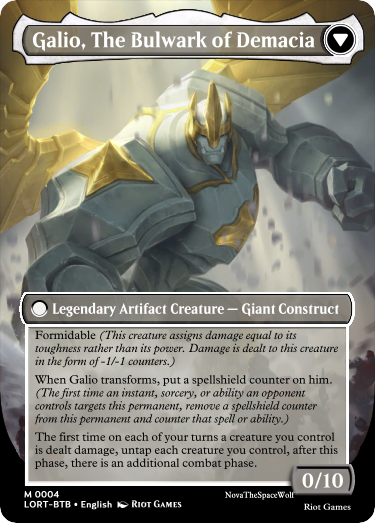 Galio, The Bulwark of Demacia
Legendary Artifact Creature — Giant Construct
Formidable (This creature assigns damage equal to its
toughness rather than its power. Damage is dealt to this creature
in the form of -1/-1 counters.)
When Galio transforms, put a spellshield counter on him.
(The first time an instant, sorcery, or ability an opponent
controls targets this permanent, remove a spellshield counter
from this permanent and counter that spell or ability.)
The first time on each of your turns a creature you control
is dealt damage, untap each creature you control, after this
phase, there is an additional combat phase.
0/10
M 0004
LORT-BTB • English RIOT GAMES
NovaTheSpaceWolf
Riot Games